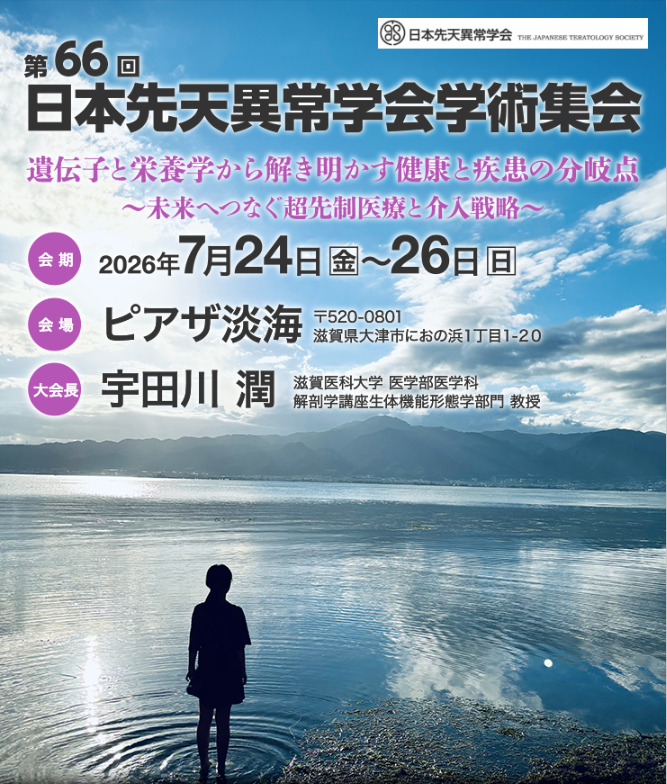 日本先天異常学会 THE JAPANESE TERATOLOGY SOCIETY
第66回
日本先天異常学会学術集会
遺伝子と栄養学から解き明かす健康と疾患の分岐点
～未来へつなぐ超先制医療と介入戦略～
会期 2026年7月24日金～26日日
会場 ピアザ淡海 〒520-0801
滋賀県大津市におの浜1丁目1-20
大会長 宇田川 潤 滋賀医科大学 医学部医学科
解剖学講座生体機能形態学部門 教授